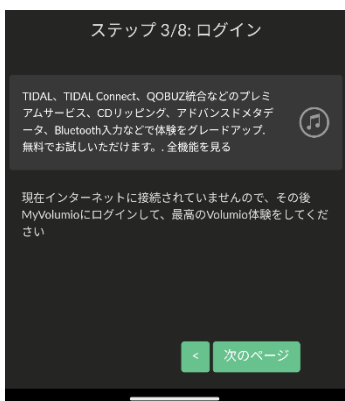 ステップ 3/8: ログイン
TIDAL、TIDAL Connect、QOBUZ統合などのプレミ
アムサービス、CDリッピング、アドバンスドメタデ
ータ、Bluetooth入力などで体験をグレードアップ.
無料でお試しいただけます。. 全機能を見る
現在インターネットに接続されていませんので、その後
MyVolumioにログインして、最高のVolumio体験をしてくだ
さい
< 次のページ